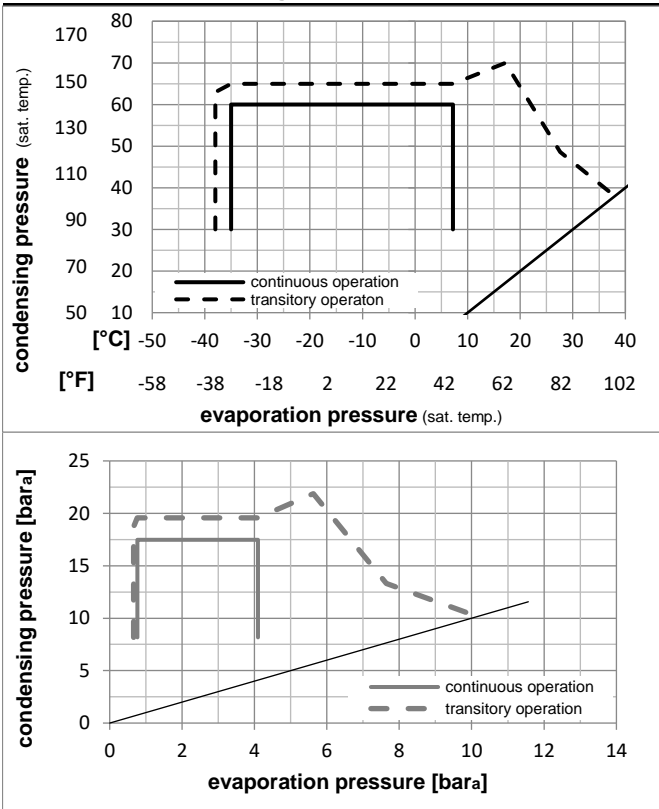 170 80
70
150 60
130 50
110 40
90 30
70 20
50 10
condensing pressure (sat. temp.)
continuous operation
transitory operaton
[°C] -50 -40 -30 -20 -10 0 10 20 30 40
[°F] -58 -38 -18 2 22 42 62 82 102
evaporation pressure (sat. temp.)
25
20
15
10
5
0
condensing pressure [bara]
continuous operation
transitory operation
0 2 4 6 8 10 12 14
evaporation pressure [bara]